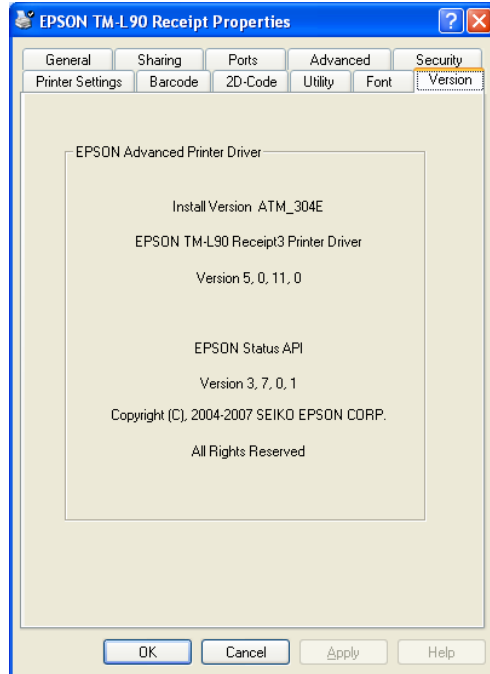 EPSON TM-L90 Receipt Properties
General Sharing Ports Advanced Security
Printer Settings Barcode 2D-Code Utility Font Version
EPSON Advanced Printer Driver
Install Version ATM_304E
EPSON TM-L90 Receipt3 Printer Driver
Version 5, 0, 11, 0
EPSON Status API
Version 3, 7, 0, 1
Copyright (C), 2004-2007 SEIKO EPSON CORP.
All Rights Reserved
OK Cancel Apply Help